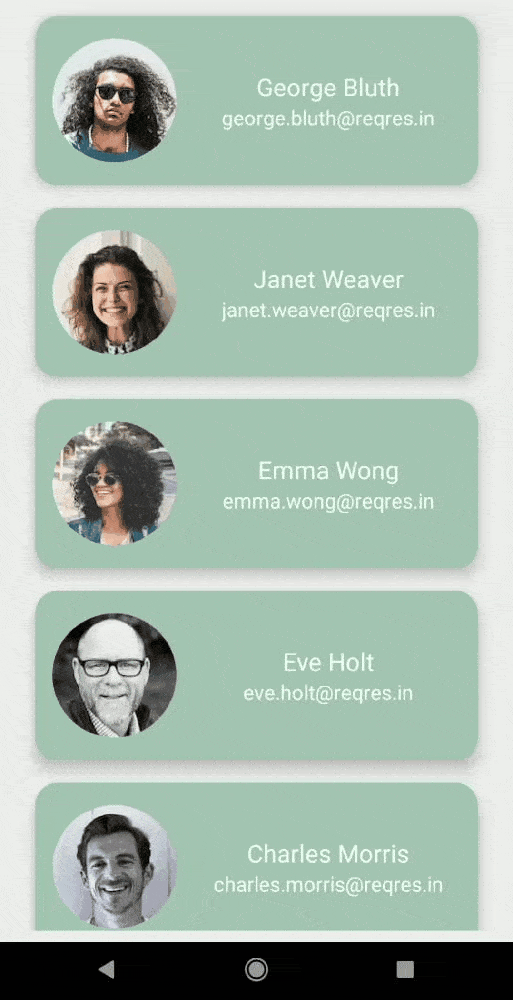 George Bluth
george.bluth@reqres.in
Janet Weaver
janet.weaver@reqres.in
Emma Wong
emma.wong@reqres.in
Eve Holt
eve.holt@reqres.in
Charles Morris
charles.morris@reqres.in